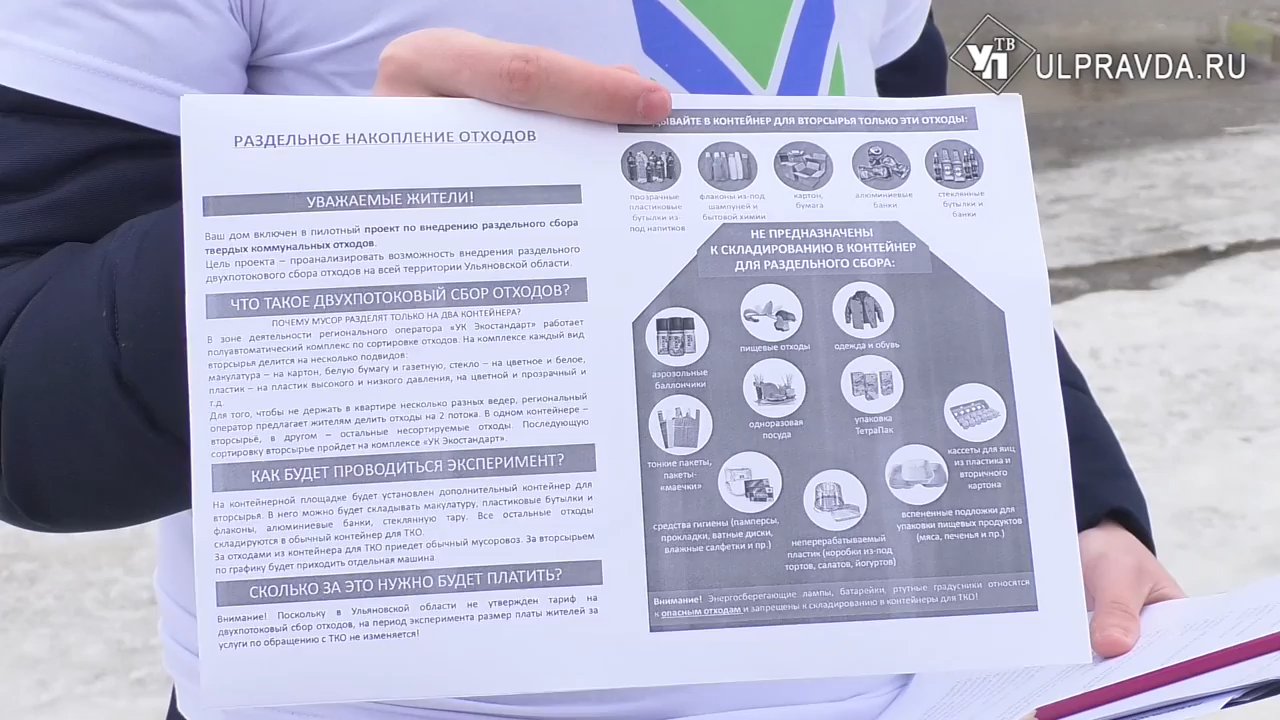 УП ТВ ULPRAVDA.RU
РАЗДЕЛЬНОЕ НАКОПЛЕНИЕ ОТХОДОВ
УВАЖАЕМЫЕ ЖИТЕЛИ!
Ваш дом включен в пилотный проект по внедрению раздельного сбора
твердых коммунальных отходов.
Цель проекта – проанализировать возможность внедрения раздельного
двухпотокового сбора отходов на всей территории Ульяновской области.
ЧТО ТАКОЕ ДВУХПОТОКОВЫЙ СБОР ОТХОДОВ?
ПОЧЕМУ МУСОР РАЗДЕЛЯТ ТОЛЬКО НА ДВА КОНТЕЙНЕРА?
В зоне деятельности регионального оператора «УК Экостандарт» работает
полуавтоматический комплекс по сортировке отходов. На комплексе каждый вид
вторсырья делится на несколько подвидов:
макулатура – на картон, белую бумагу и газетную, стекло – на цветное и белое,
пластик – на пластик высокого и низкого давления, на цветной и прозрачный и
т.д.
Для того, чтобы не держать в квартире несколько разных ведер, региональный
оператор предлагает жителям делить отходы на 2 потока. В одном контейнере –
вторсырьё, в другом – остальные несортируемые отходы. Последующую
сортировку вторсырье пройдет на комплексе «УК Экостандарт».
КАК БУДЕТ ПРОВОДИТЬСЯ ЭКСПЕРИМЕНТ?
На контейнерной площадке будет установлен дополнительный контейнер для
вторсырья. В него можно будет складывать макулатуру, пластиковые бутылки и
флаконы, алюминиевые банки, стеклянную тару. Все остальные отходы
складируются в обычный контейнер для ТКО.
За отходами из контейнера для ТКО приедет обычный мусоровоз. За вторсырьем
по графику будет приходить отдельная машина
СКОЛЬКО ЗА ЭТО НУЖНО БУДЕТ ПЛАТИТЬ?
Внимание! Поскольку в Ульяновской области не утвержден тариф на
двухпотоковый сбор отходов, на период эксперимента размер платы жителей за
услуги по обращению с ТКО не изменяется!
ДЫВАЙТЕ В КОНТЕЙНЕР ДЛЯ ВТОРСЫРЬЯ ТОЛЬКО ЭТИ ОТХОДЫ:
прозрачные
пластиковые
бутылки из-
под напитков
флаконы из-под
шампуней и
бытовой химии
картон,
бумага
алюминиевые
банки
стеклянные
бутылки и
банки
НЕ ПРЕДНАЗНАЧЕНЫ
К СКЛАДИРОВАНИЮ В КОНТЕЙНЕР
ДЛЯ РАЗДЕЛЬНОГО СБОРА:
аэрозольные
баллончики
пищевые отходы
одежда и обувь
тонкие пакеты,
пакеты-
«маечки»
одноразовая
посуда
упаковка
ТетраПак
кассеты для яиц
из пластика и
вторичного
картона
средства гигиены (памперсы,
прокладки, ватные диски,
влажные салфетки и пр.)
неперерабатываемый
пластик (коробки из-под
тортов, салатов, йогуртов)
вспененные подложки для
упаковки пищевых продуктов
(мяса, печенья и пр.)
Внимание! Энергосберегающие лампы, батарейки, ртутные градусники относятся
к опасным отходам и запрещены к складированию в контейнеры для ТКО!